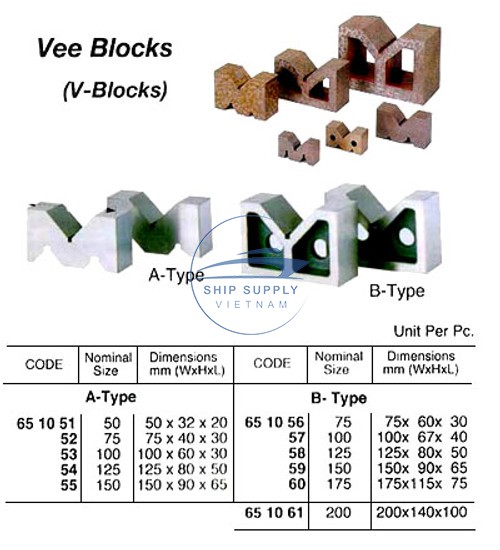 Vee Blocks
(V-Blocks)
A-Type
SHIP SUPPLY
VIETNAM
B-Type
Unit Per Pc.
CODE Nominal Size Dimensions mm (WxHxL) CODE Nominal Size Dimensions mm (WxHxL)
A-Type B- Type
65 10 51 50 50 x 32 x 20 65 10 56 75 75x 60x 30
52 75 75 x 40 x 30 57 100 100x 67x 40
53 100 100 x 60 x 30 58 125 125x 80x 50
54 125 125 x 80 x 50 59 150 150x 90x 65
55 150 150 x 90 x 65 60 175 175x115x 75
65 10 61 200 200x140x100